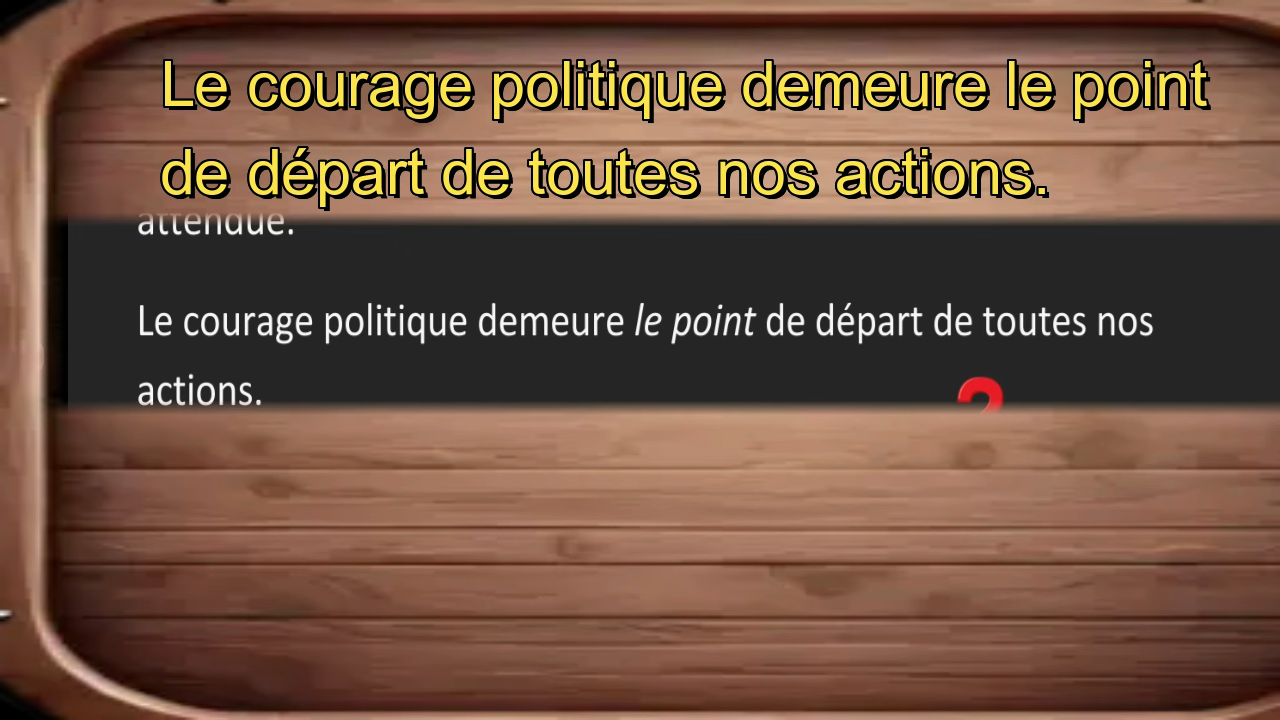 Le courage politique demeure le point
de départ de toutes nos actions.
attendue.
Le courage politique demeure le point de départ de toutes nos
actions.
?